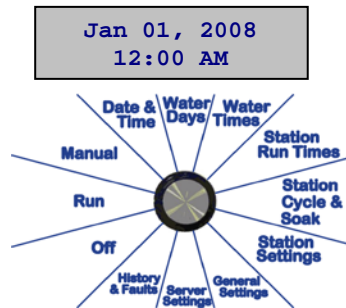 Jan 01, 2008
12:00 AM
Date &
Time
Water
Days
Water
Times
Station
Run Times
Station
Cycle &
Soak
Station
Settings
General
Settings
Server
Settings
History
& Faults
Off
Run
Manual